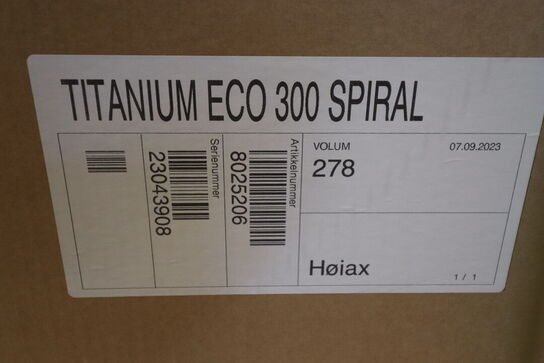 TITANIUM ECO 300 SPIRAL
Serienummer
23043908
Artikkelnummer
8025206
VOLUM
07.09.2023
278
Høiax
1 / 1